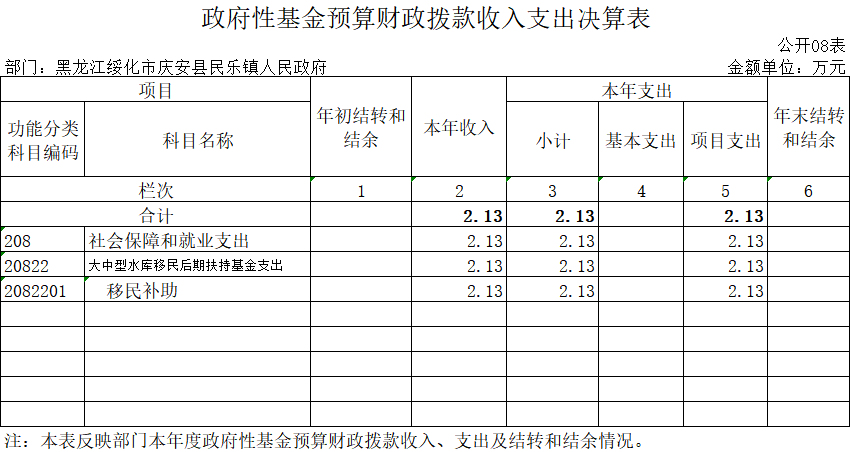 政府性基金预算财政拨款收入支出决算表
公开08表
部门：黑龙江绥化市庆安县民乐镇人民政府 金额单位：万元
项目 年初结转和结余 本年收入 本年支出 年末结转和结余
功能分类科目编码 科目名称 小计 基本支出 项目支出
栏次 1 2 3 4 5 6
合计 2.13 2.13 2.13
208 社会保障和就业支出 2.13 2.13 2.13
20822 大中型水库移民后期扶持基金支出 2.13 2.13 2.13
2082201 移民补助 2.13 2.13 2.13
注：本表反映部门本年度政府性基金预算财政拨款收入、支出及结转和结余情况。